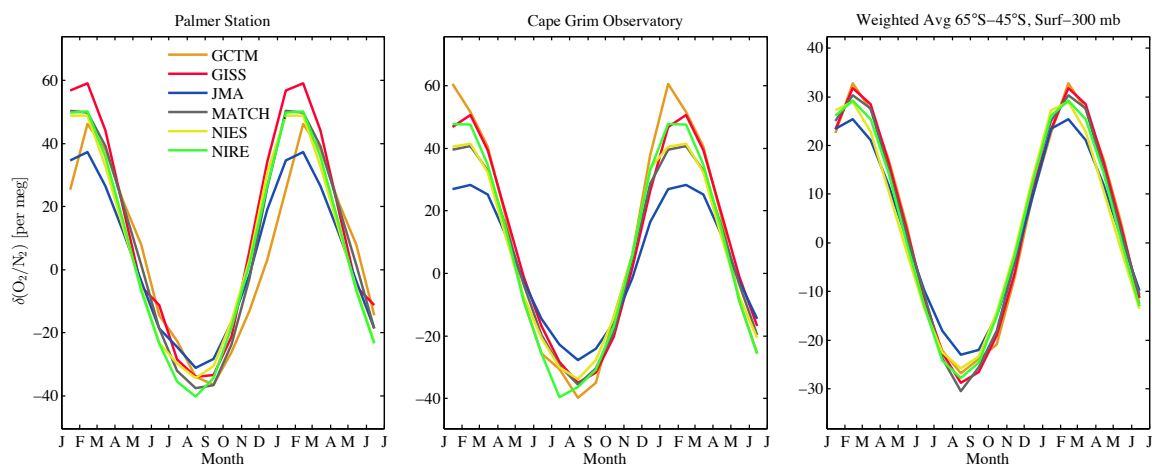 Palmer Station
Cape Grim Observatory
Weighted Avg 65°S−45°S, Surf−300 mb
δ(O₂/N₂) [per meg]
60
40
20
0
−20
−40
GCTM
GISS
JMA
MATCH
NIES
NIRE
J F M A M J J A S O N D J F M A M J J
Month
60
40
20
0
−20
−40
J F M A M J J A S O N D J F M A M J J
Month
40
30
20
10
0
−10
−20
−30
J F M A M J J A S O N D J F M A M J J
Month